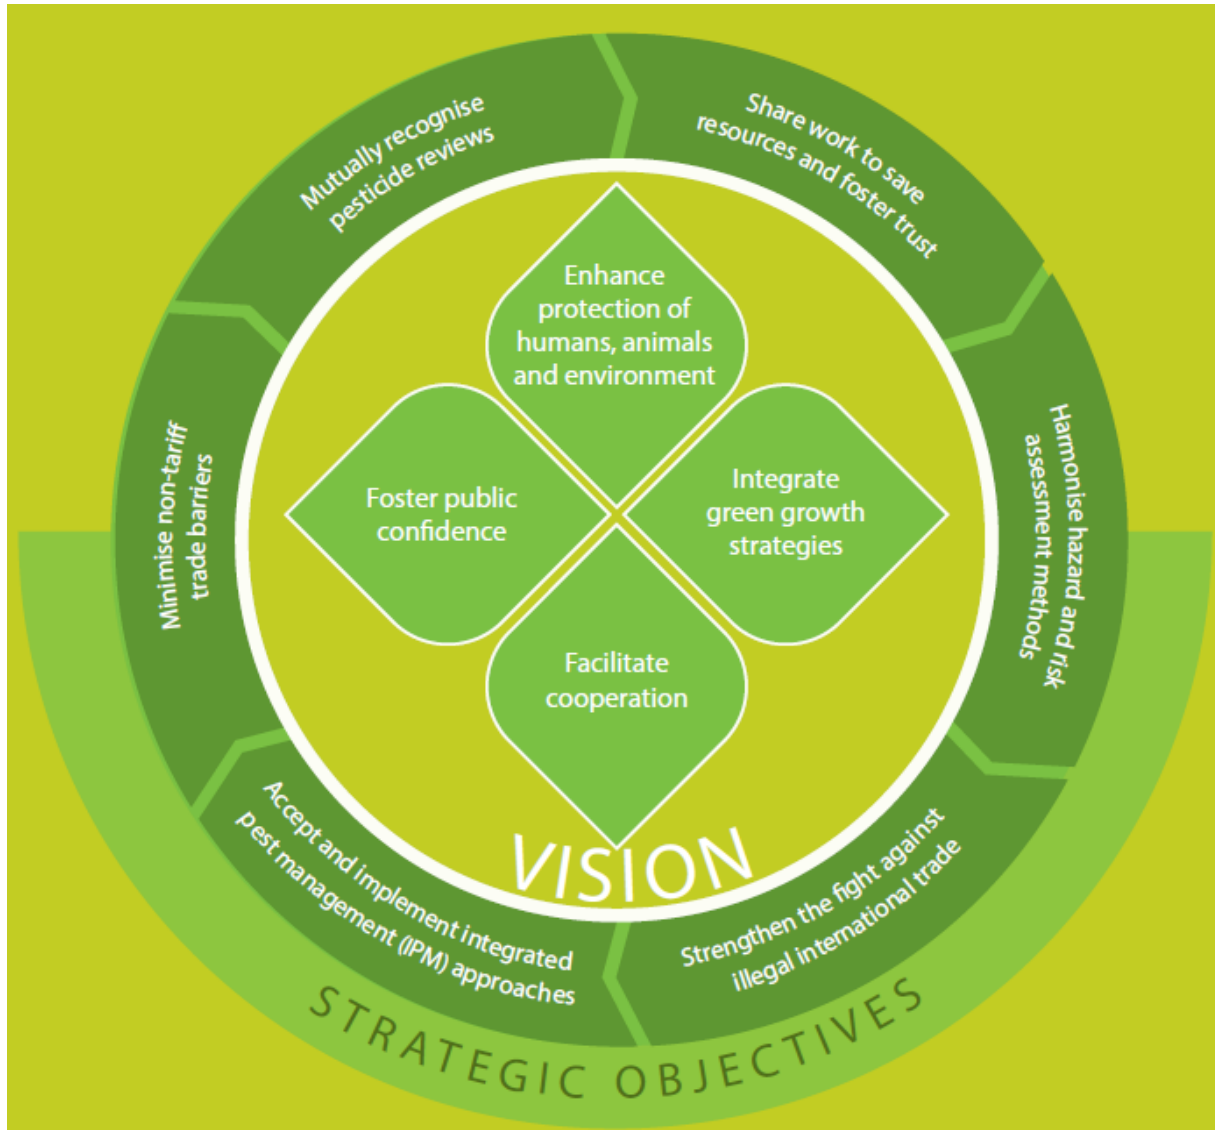 Mutually recognise
pesticide reviews
Share work to save
resources and foster trust
Harmonise hazard and risk
assessment methods
Strengthen the fight against
illegal international trade
Accept and implement integrated
pest management (IPM) approaches
Minimise non-tariff
trade barriers
Enhance
protection of
humans, animals
and environment
Foster public
confidence
Integrate
green growth
strategies
Facilitate
cooperation
VISION
STRATEGIC OBJECTIVES